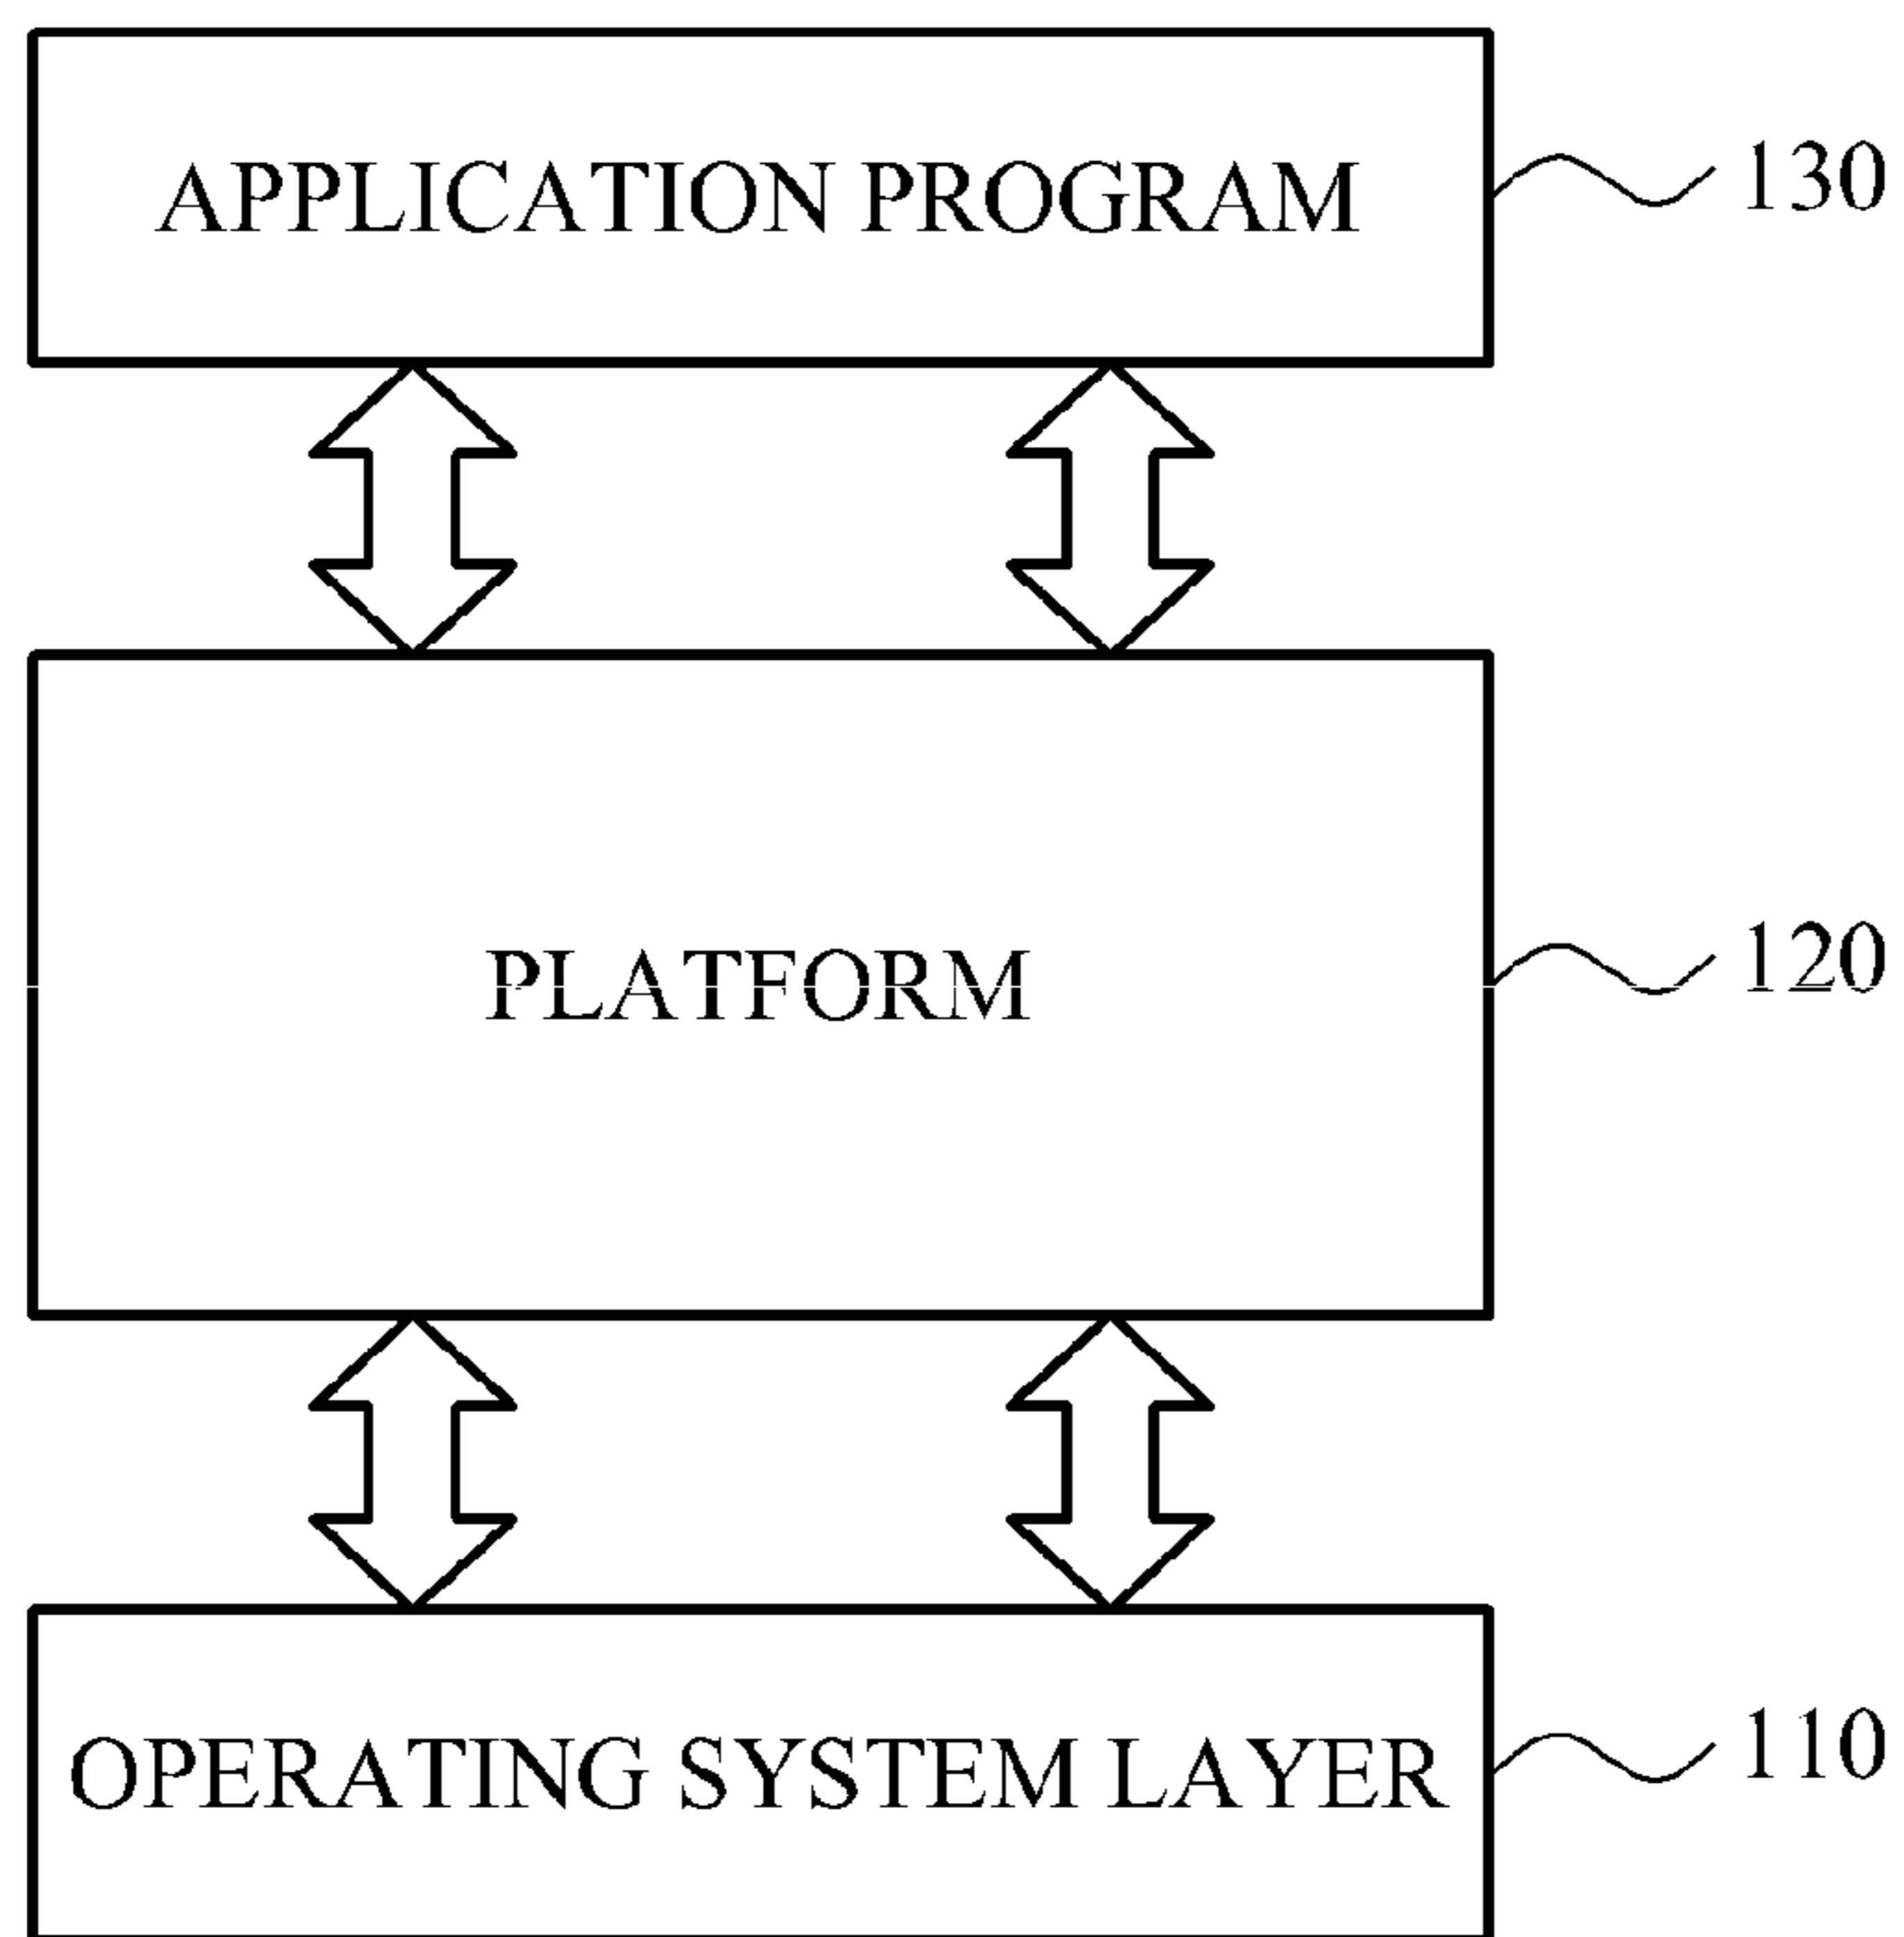 APPLICATION PROGRAM
130
PLATFORM
120
OPERATING SYSTEM LAYER
110